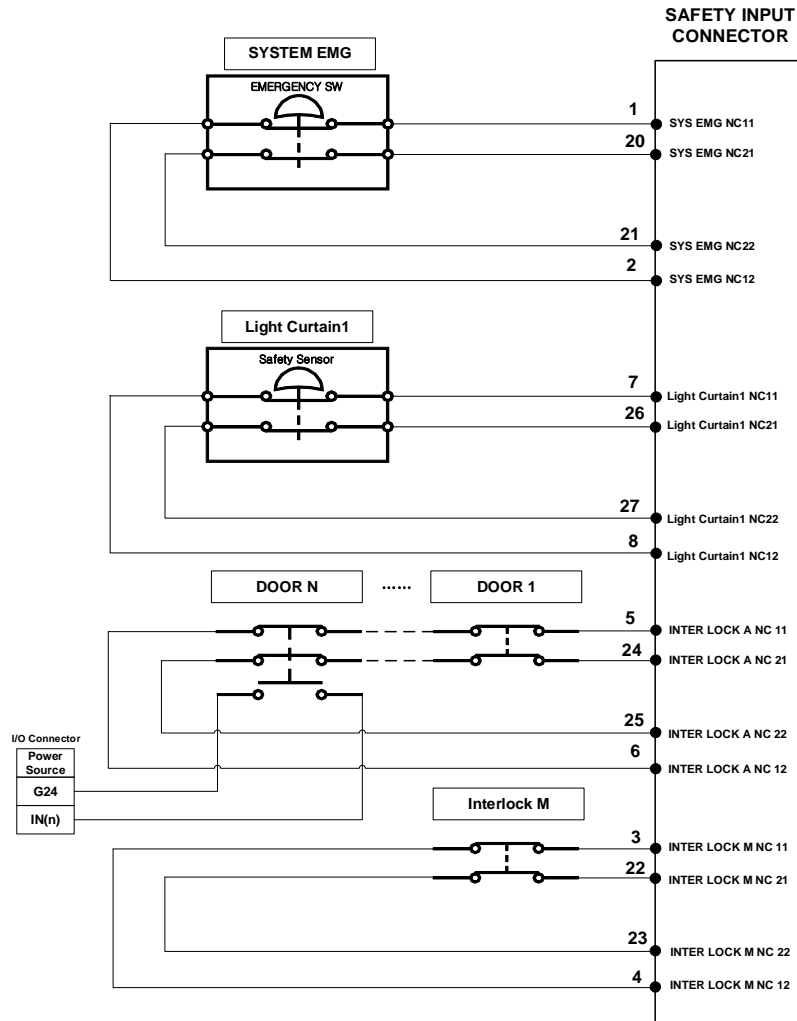 SAFETY INPUT
CONNECTOR
SYSTEM EMG
EMERGENCY SW
1
SYS EMG NC11
20
SYS EMG NC21
21
SYS EMG NC22
2
SYS EMG NC12
Light Curtain1
Safety Sensor
7
Light Curtain1 NC11
26
Light Curtain1 NC21
27
Light Curtain1 NC22
8
Light Curtain1 NC12
DOOR N
......
DOOR 1
5
INTER LOCK A NC 11
24
INTER LOCK A NC 21
25
INTER LOCK A NC 22
6
INTER LOCK A NC 12
I/O Connector
Power
Source
G24
IN(n)
Interlock M
3
INTER LOCK M NC 11
22
INTER LOCK M NC 21
23
INTER LOCK M NC 22
4
INTER LOCK M NC 12